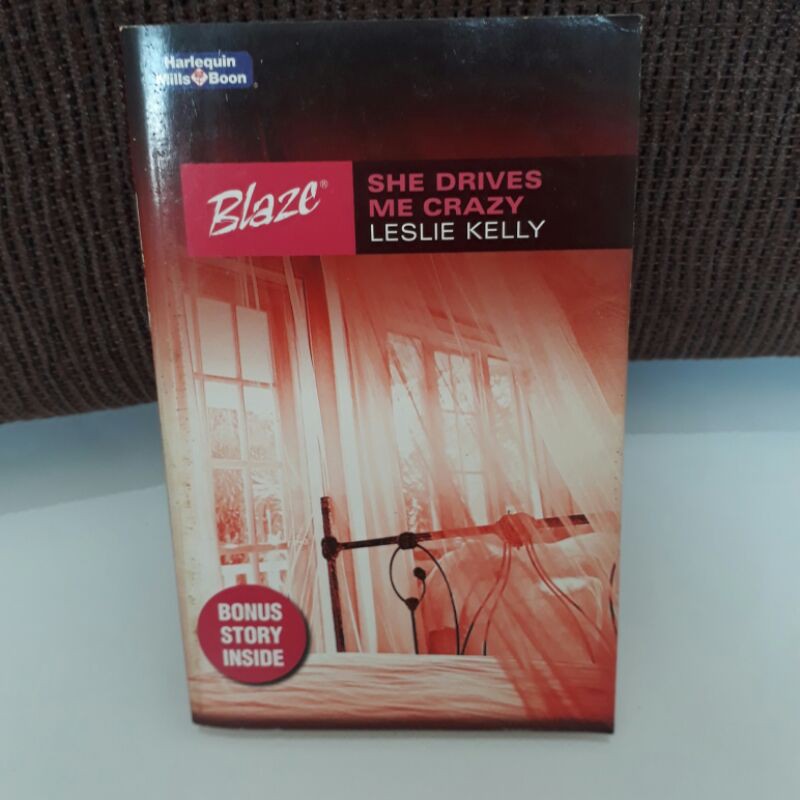 Harlequin
Mills Boon
Blaze®
SHE DRIVES
ME CRAZY
LESLIE KELLY
BONUS
STORY
INSIDE